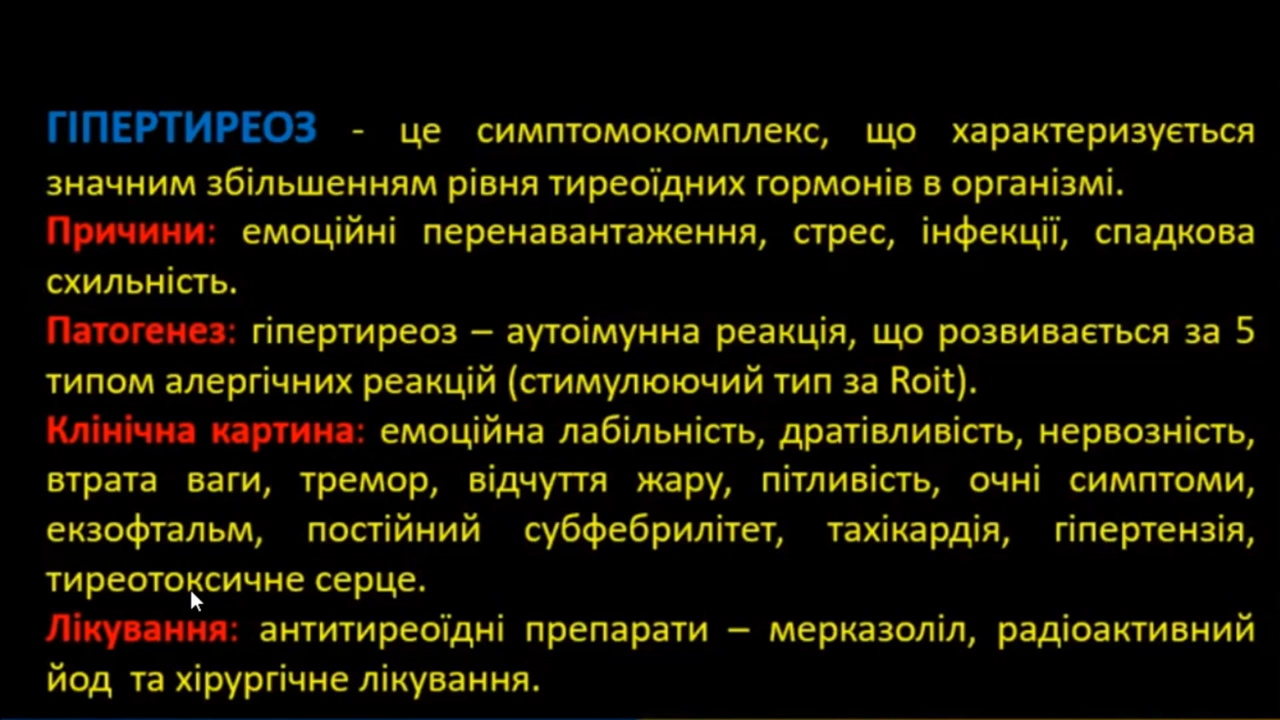 ГІПЕРТИРЕОЗ - це симптомокомплекс, що характеризується
значним збільшенням рівня тиреоїдних гормонів в організмі.
Причини: емоційні перенавантаження, стрес, інфекції, спадкова
схильність.
Патогенез: гіпертиреоз – аутоімунна реакція, що розвивається за 5
типом алергічних реакцій (стимулюючий тип за Roit).
Клінічна картина: емоційна лабільність, дратівливість, нервозність,
втрата ваги, тремор, відчуття жару, пітливість, очні симптоми,
екзофтальм, постійний субфебрилітет, тахікардія, гіпертензія,
тиреотоксичне серце.
Лікування: антитиреоїдні препарати – мерказоліл, радіоактивний
йод та хірургічне лікування.